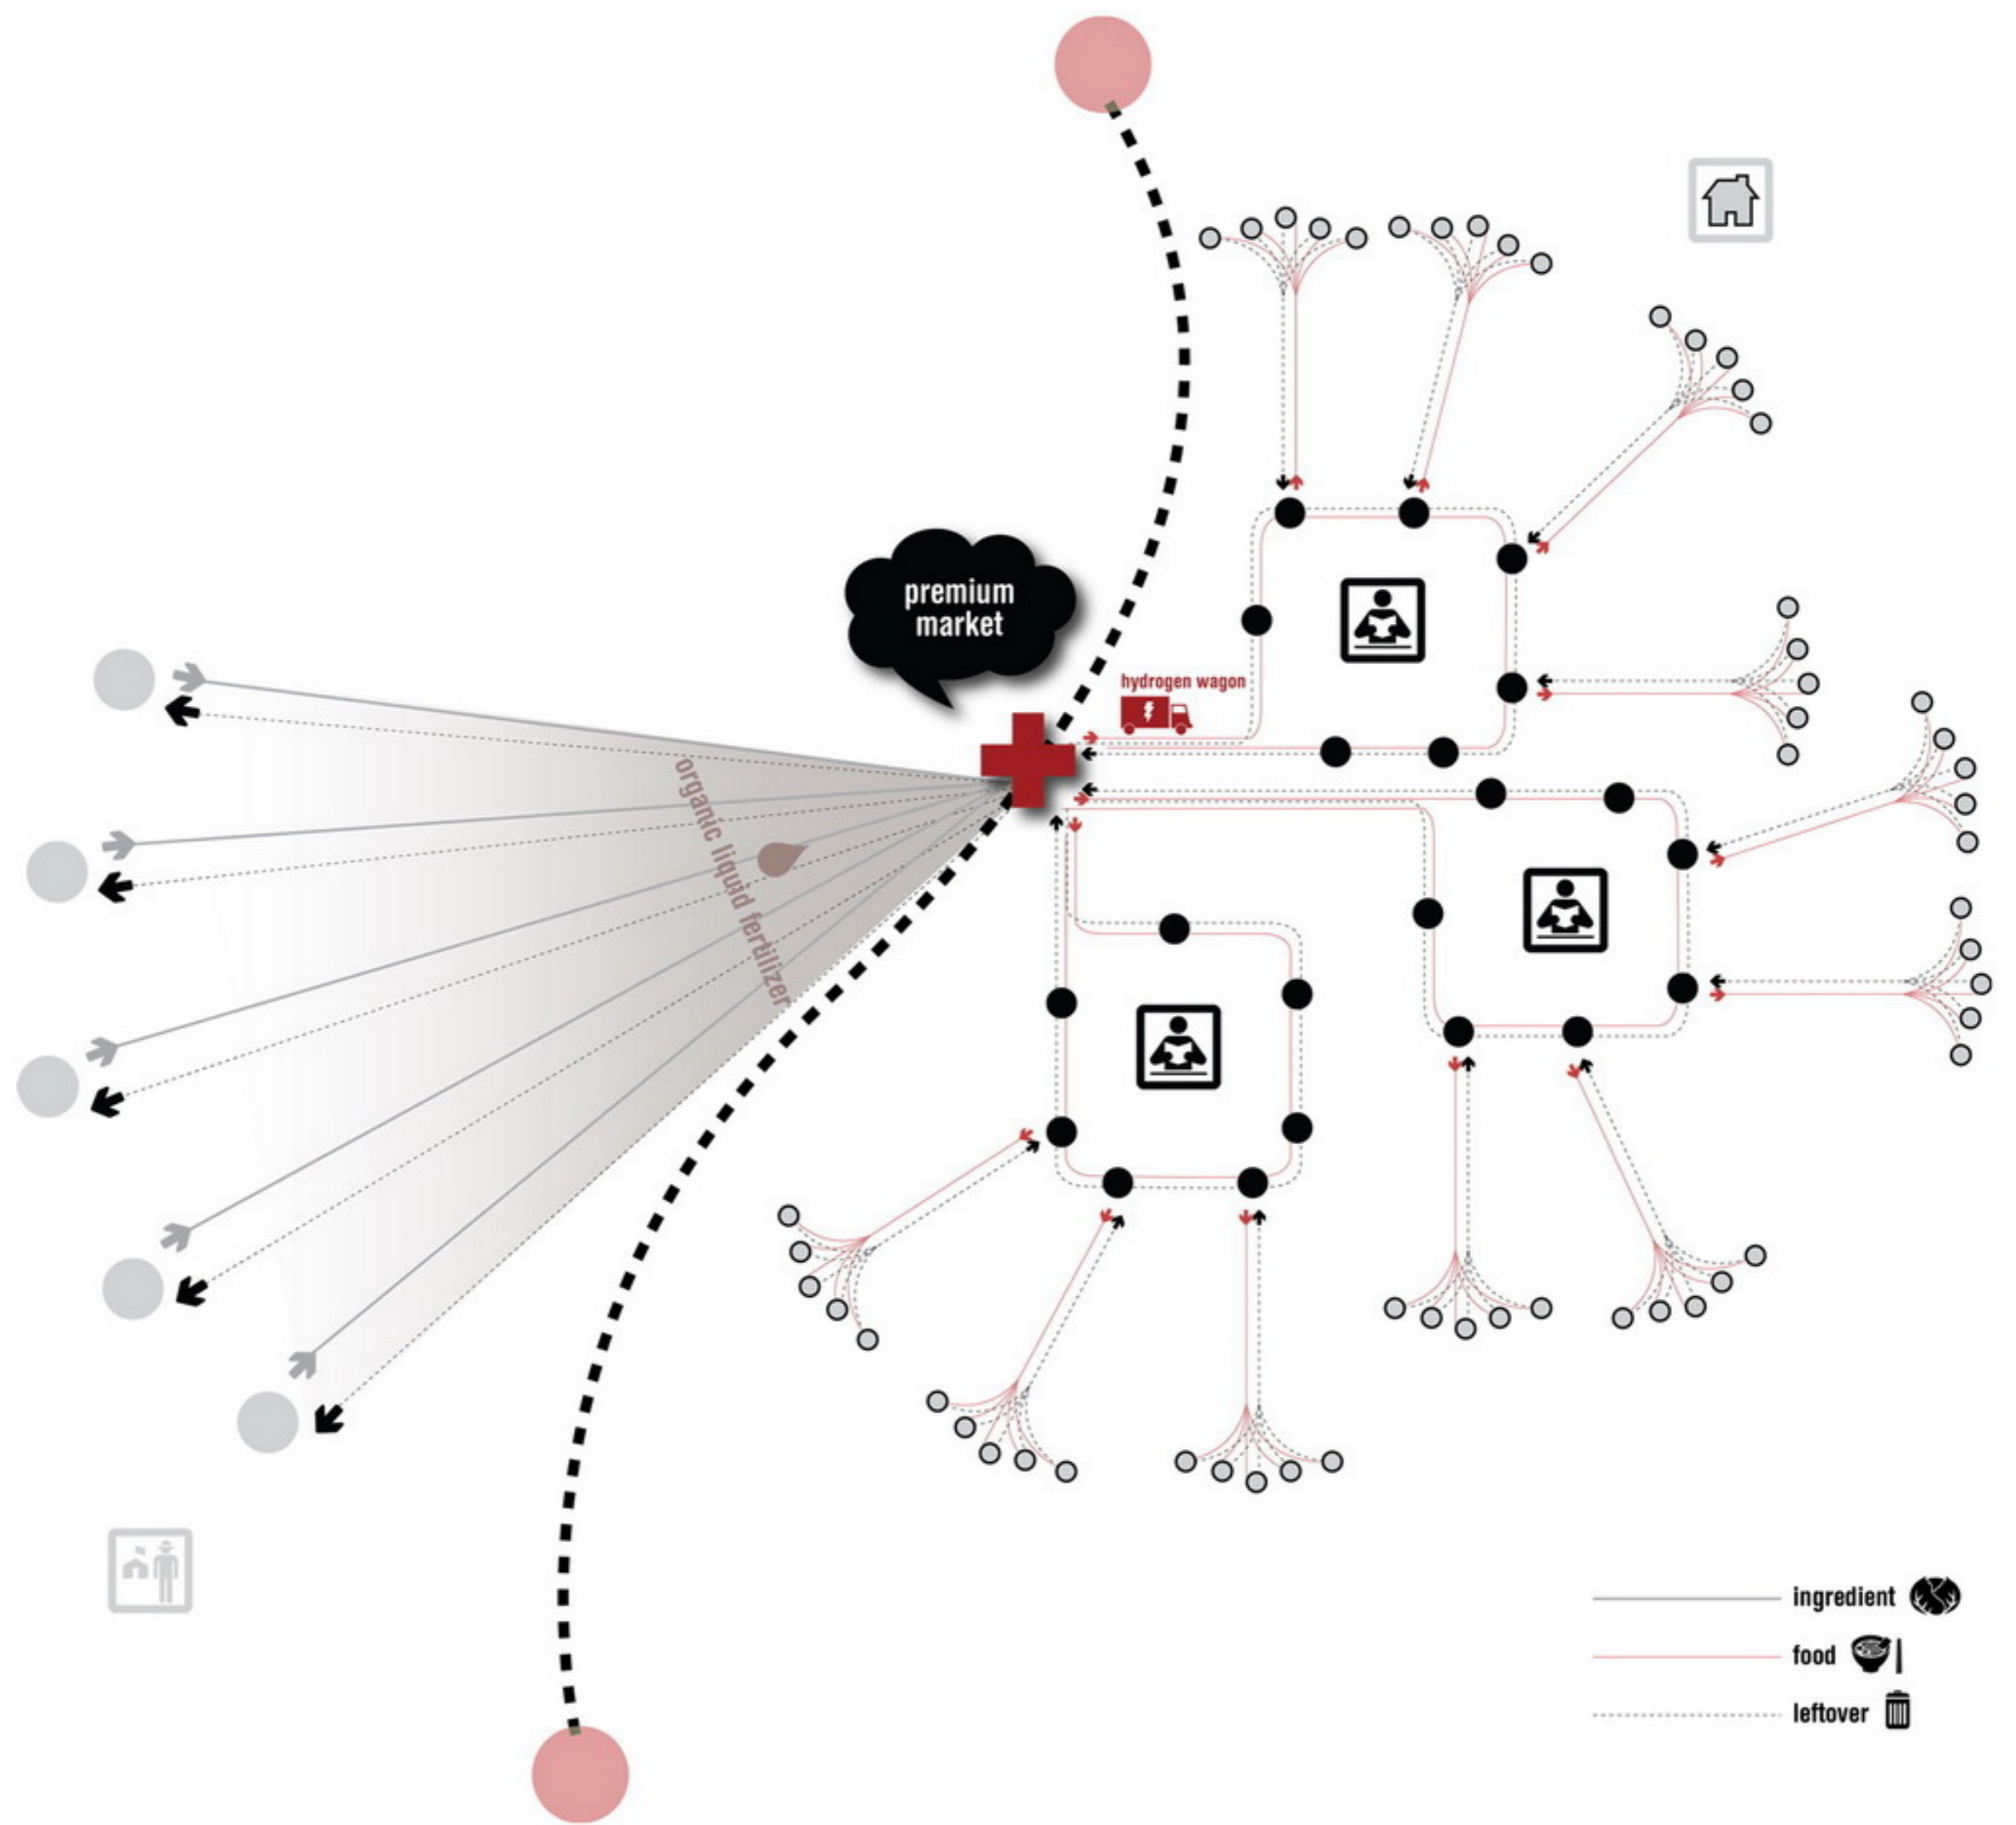 premium
market
hydrogen wagon
organic liquid fertilizer
ingredient
food
leftover